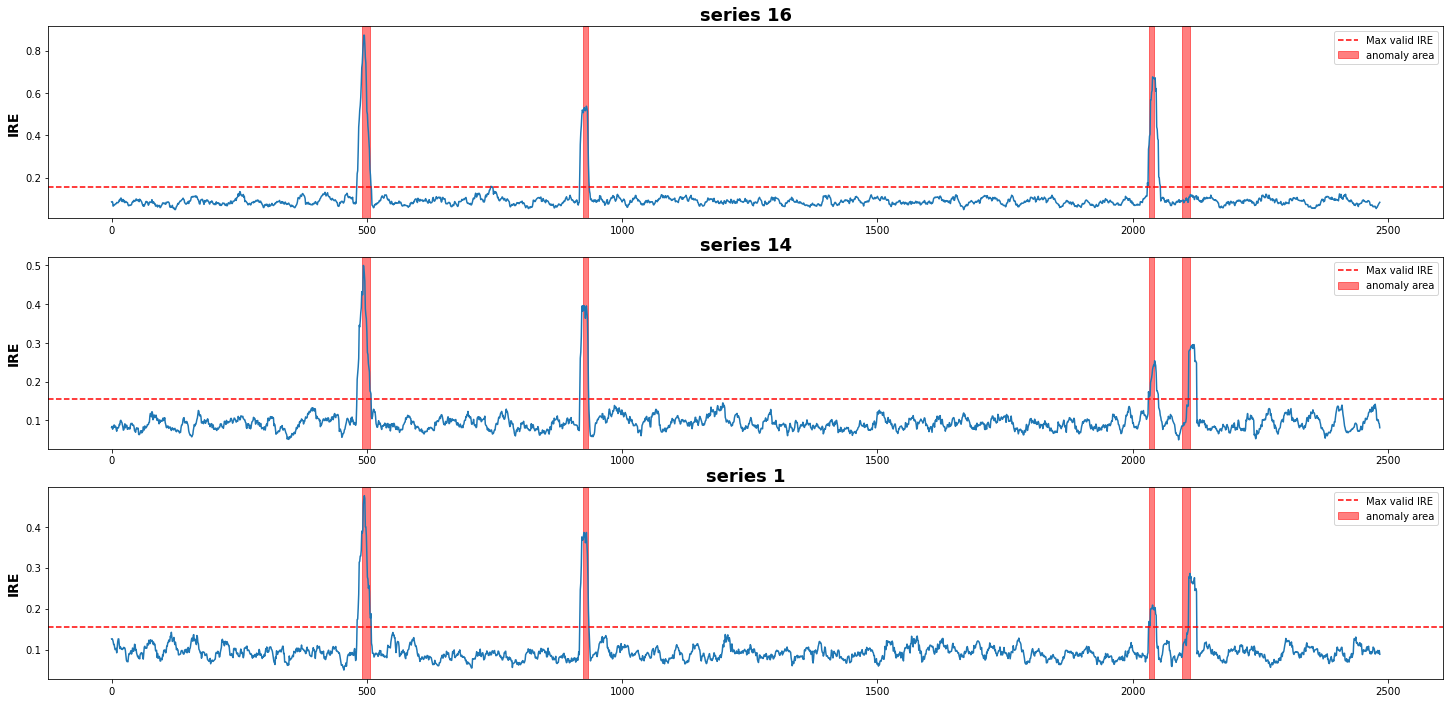 series 16
IRE
0.8
0.6
0.4
0.2
Max valid IRE
anomaly area
0 500 1000 1500 2000 2500
series 14
IRE
0.5
0.4
0.3
0.2
0.1
Max valid IRE
anomaly area
0 500 1000 1500 2000 2500
series 1
IRE
0.4
0.3
0.2
0.1
Max valid IRE
anomaly area
0 500 1000 1500 2000 2500